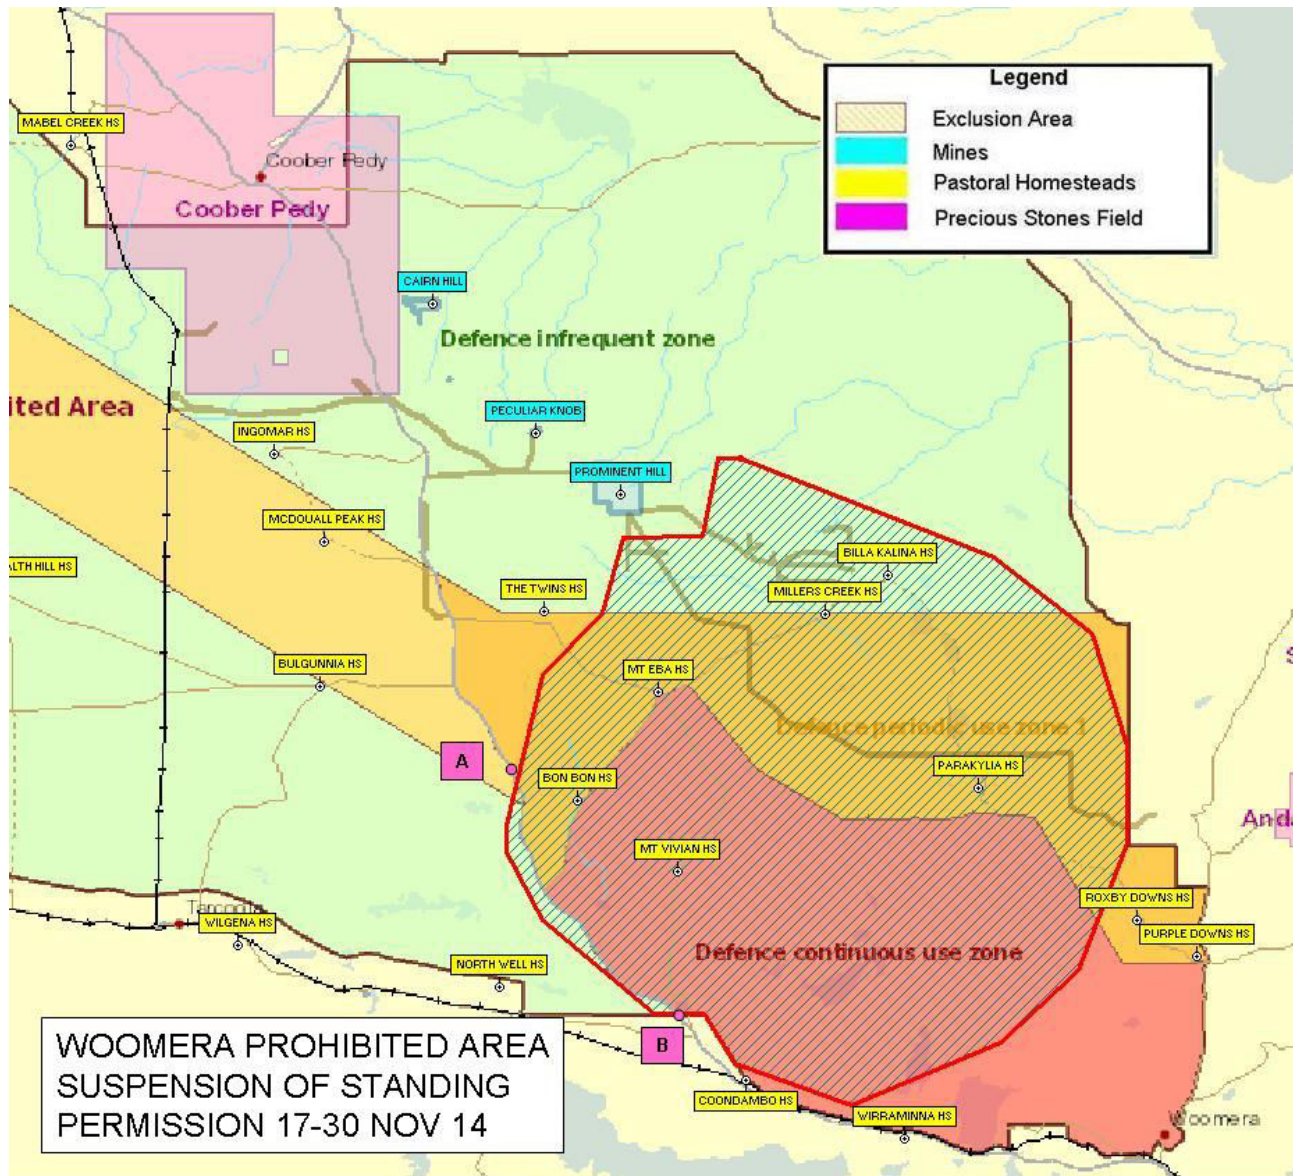 Legend
Exclusion Area
Mines
Pastoral Homesteads
Precious Stones Field
MABEL CREEK HS
Coober Pedy
Coober Pedy
CAIRN HILL
Defence infrequent zone
ited Area
PECULIAR KNOB
INGOMAR HS
PROMINENT HILL
MCDOUALL PEAK HS
BILLA KALINA HS
ALTH HILL HS
THE TWINS HS
MILLERS CREEK HS
BULGUNNIA HS
MT EBA HS
S
Defence periodic use zone 1
A
BON BON HS
PARAKYLIA HS
Anda
MT VIVIAN HS
ROXBY DOWNS HS
Tarcoola
WILGENA HS
PURPLE DOWNS HS
Defence continuous use zone
NORTH WELL HS
B
WOOMERA PROHIBITED AREA
SUSPENSION OF STANDING
PERMISSION 17-30 NOV 14
COONDAMBO HS
WIRRAMINNA HS
Woomera